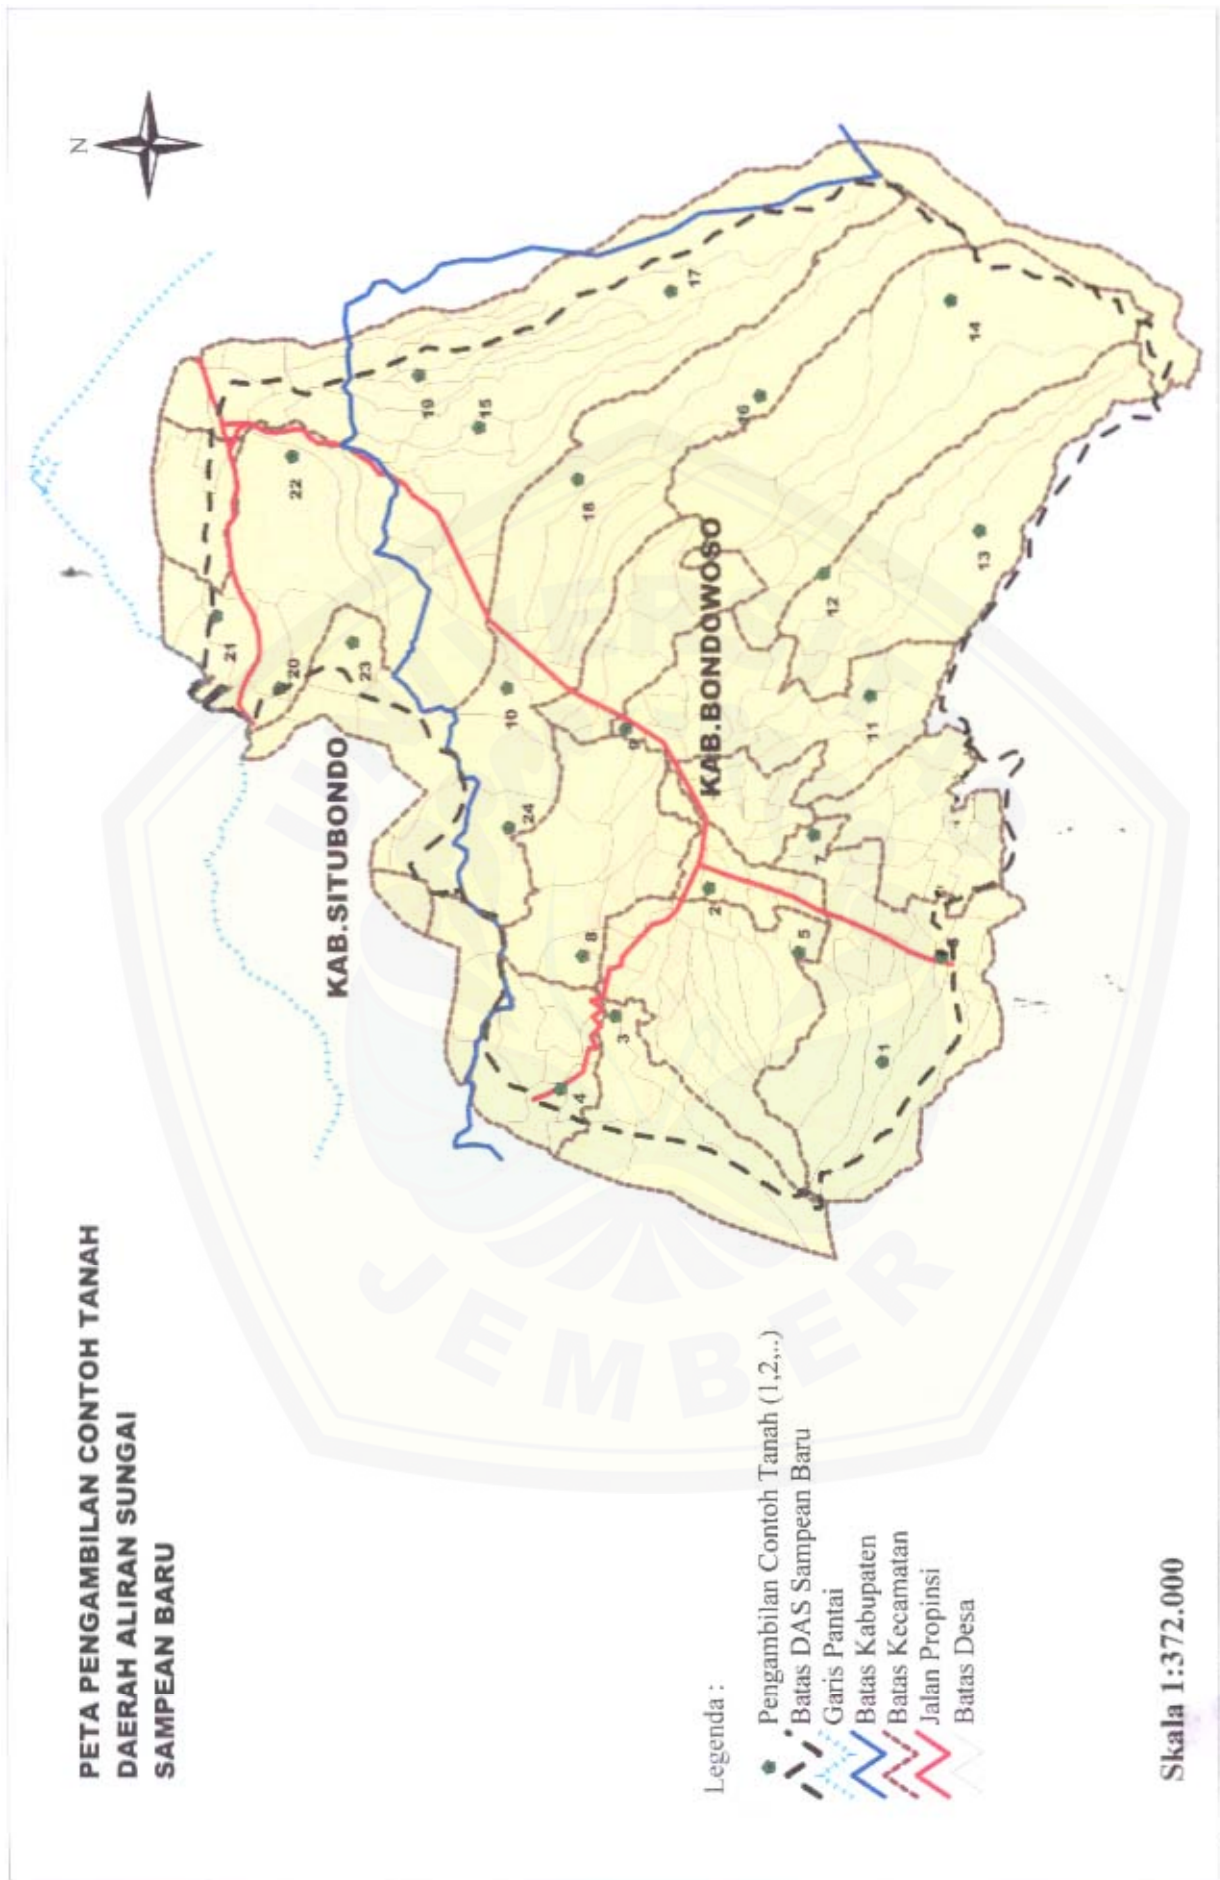 PETA PENGAMBILAN CONTOH TANAH
DAERAH ALIRAN SUNGAI
SAMPEAN BARU
N
KAB.SITUBONDO
KAB.BONDOWOSO
21
20
22
23
19
15
17
10
18
24
16
14
9
12
13
11
7
2
5
8
3
4
1
Legenda :
Pengambilan Contoh Tanah (1,2,..)
Batas DAS Sampean Baru
Garis Pantai
Batas Kabupaten
Batas Kecamatan
Jalan Propinsi
Batas Desa
Skala 1:372.000
JEMBER